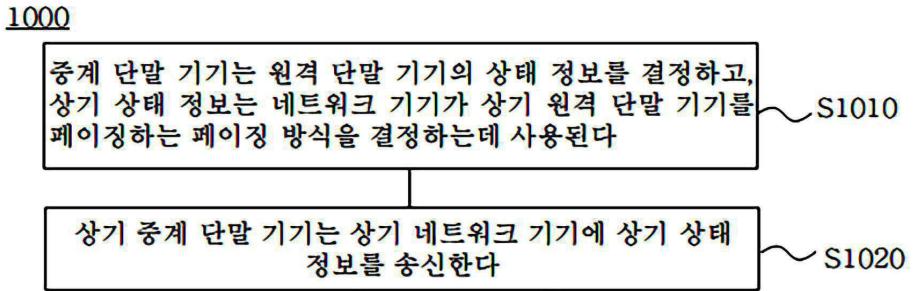 1000
중계 단말 기기는 원격 단말 기기의 상태 정보를 결정하고,
상기 상태 정보는 네트워크 기기가 상기 원격 단말 기기를
페이징하는 페이징 방식을 결정하는데 사용된다
S1010
상기 중계 단말 기기는 상기 네트워크 기기에 상기 상태
정보를 송신한다
S1020